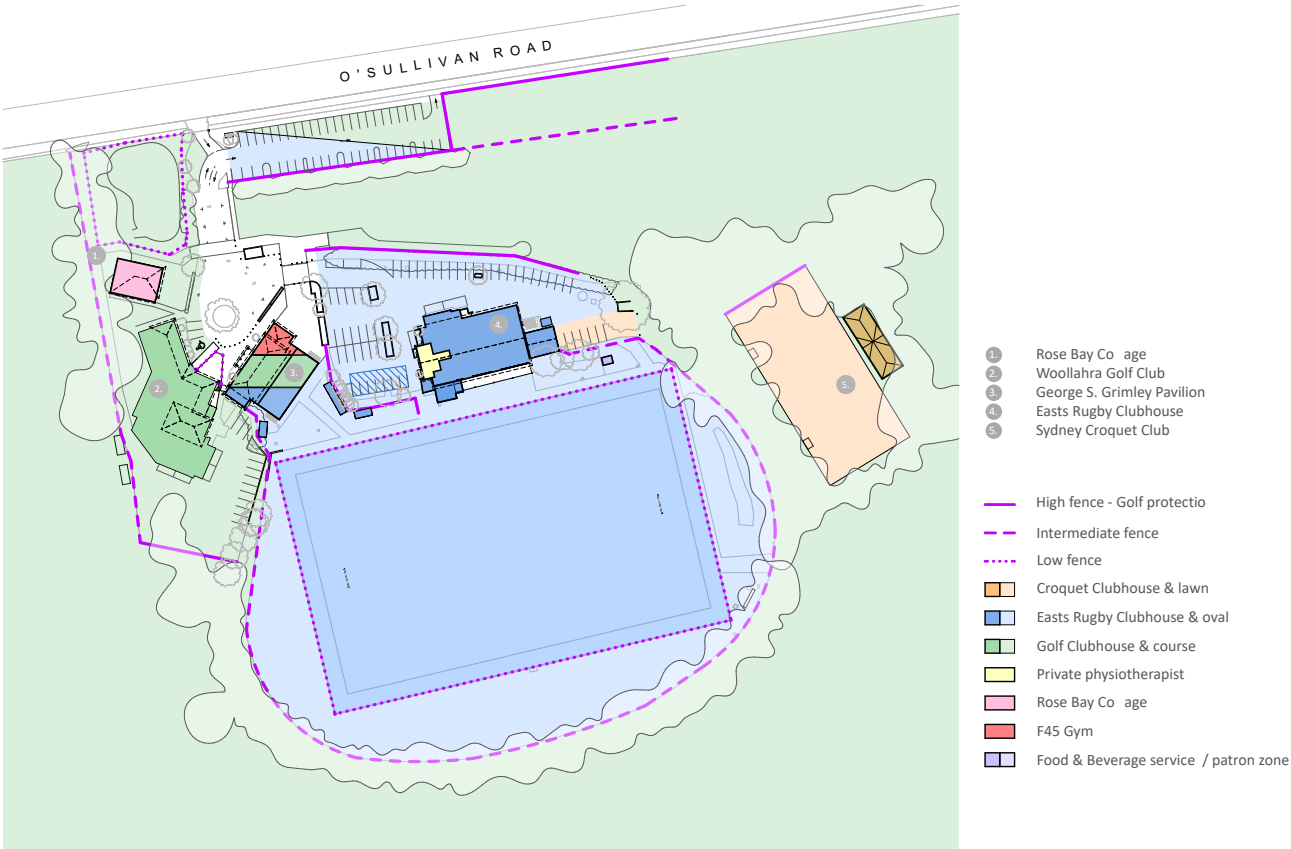 O'SULLIVAN ROAD
1.
2.
3.
4.
5.
1. Rose Bay Co age
2. Woollahra Golf Club
3. George S. Grimley Pavilion
4. Easts Rugby Clubhouse
5. Sydney Croquet Club
High fence - Golf protectio
Intermediate fence
Low fence
Croquet Clubhouse & lawn
Easts Rugby Clubhouse & oval
Golf Clubhouse & course
Private physiotherapist
Rose Bay Co age
F45 Gym
Food & Beverage service / patron zone